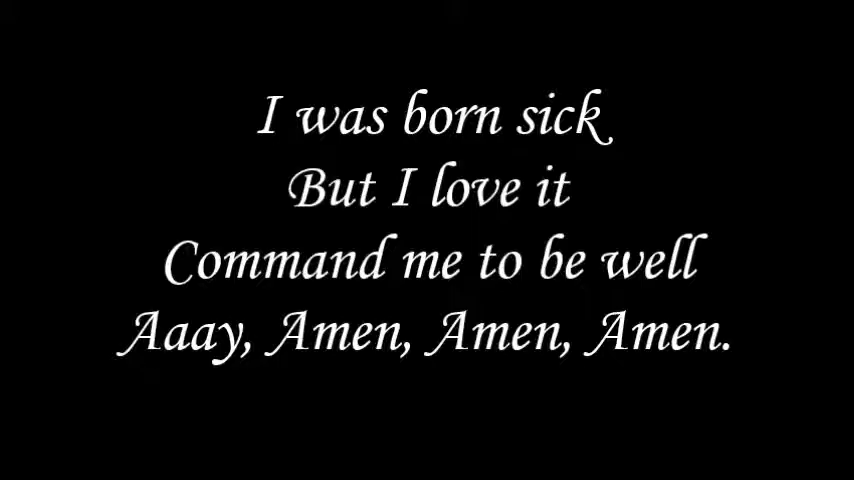 I was born sick
But I love it
Command me to be well
Aaay, Amen, Amen, Amen.